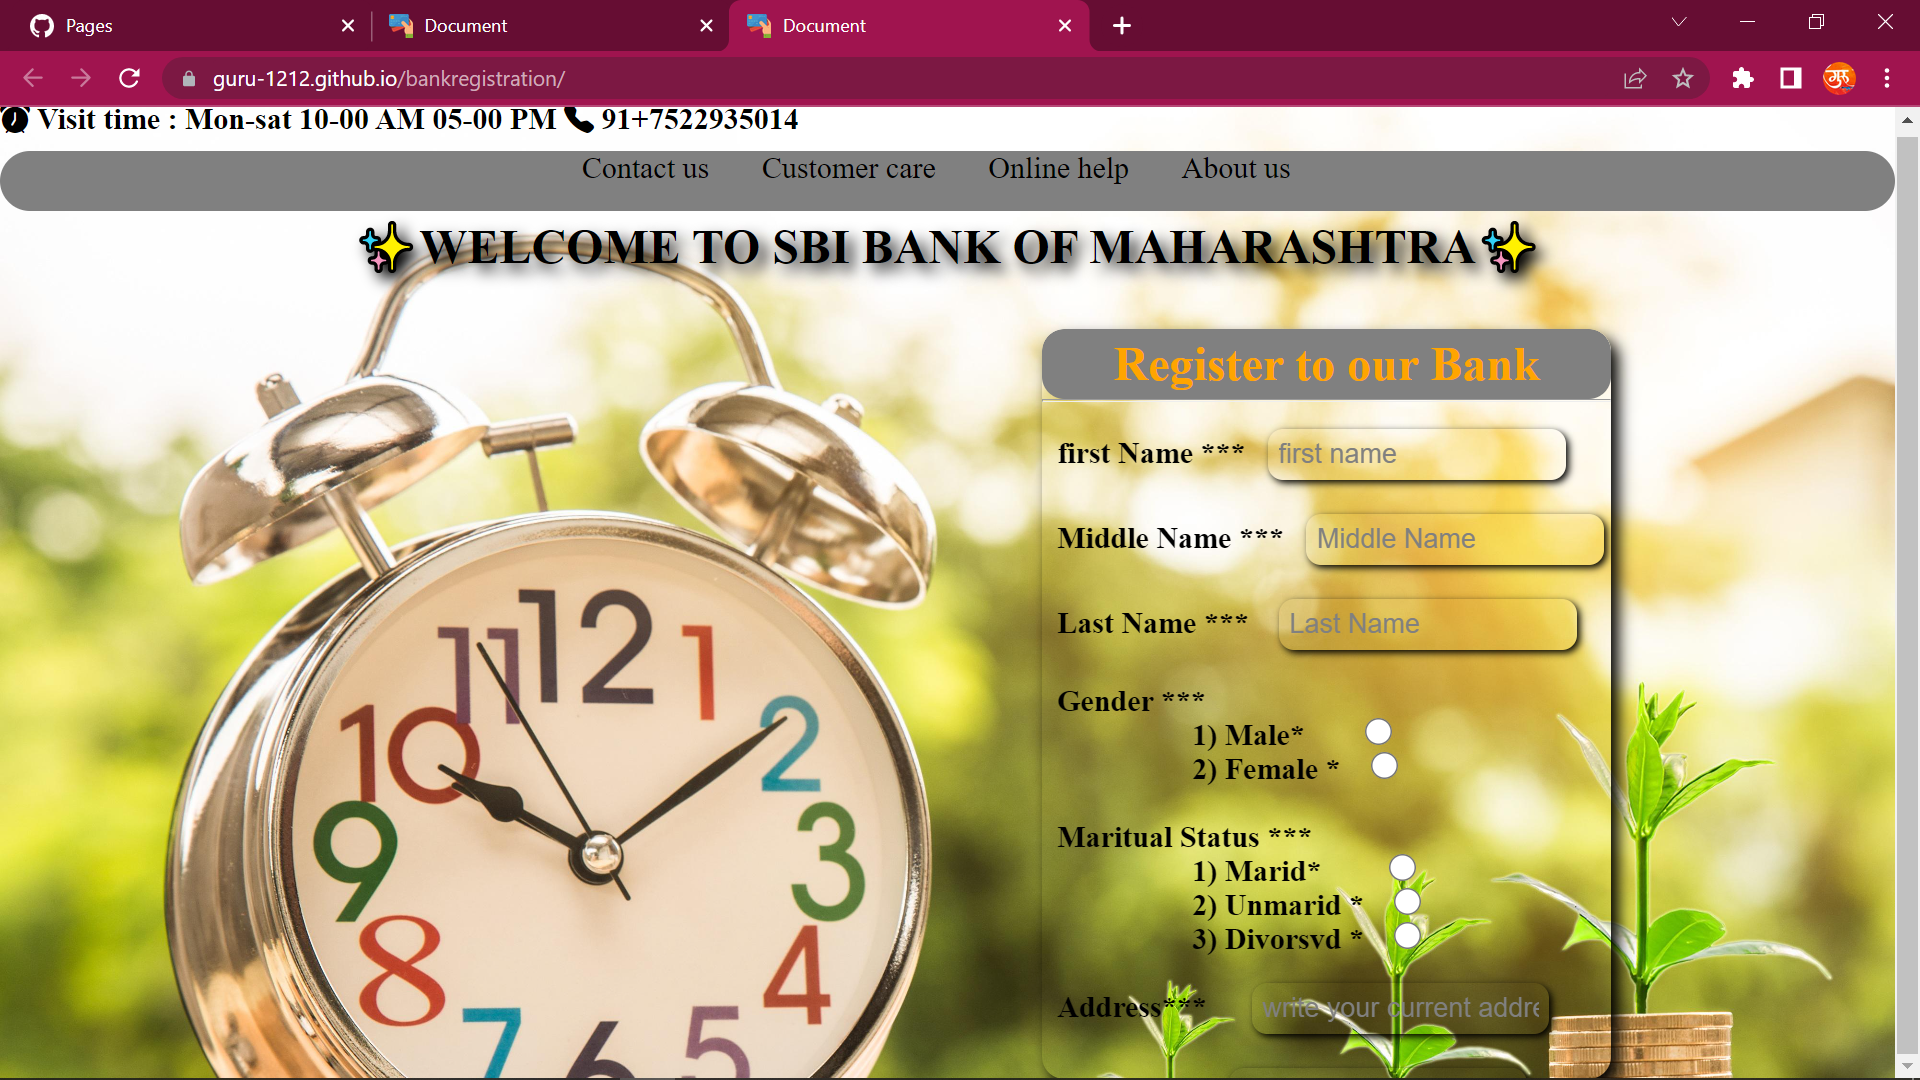 Pages
Document
Document
guru-1212.github.io/bankregistration/
गुरू
Visit time : Mon-sat 10-00 AM 05-00 PM 91+7522935014
Contact us Customer care Online help About us
✨WELCOME TO SBI BANK OF MAHARASHTRA✨
Register to our Bank
first Name *** first name
Middle Name *** Middle Name
Last Name *** Last Name
Gender ***
1) Male*
2) Female *
Maritual Status ***
1) Marid*
2) Unmarid *
3) Divorsvd *
Address*** write your current addre
11 12 1
10 2
9 3
8 4
7 6 5